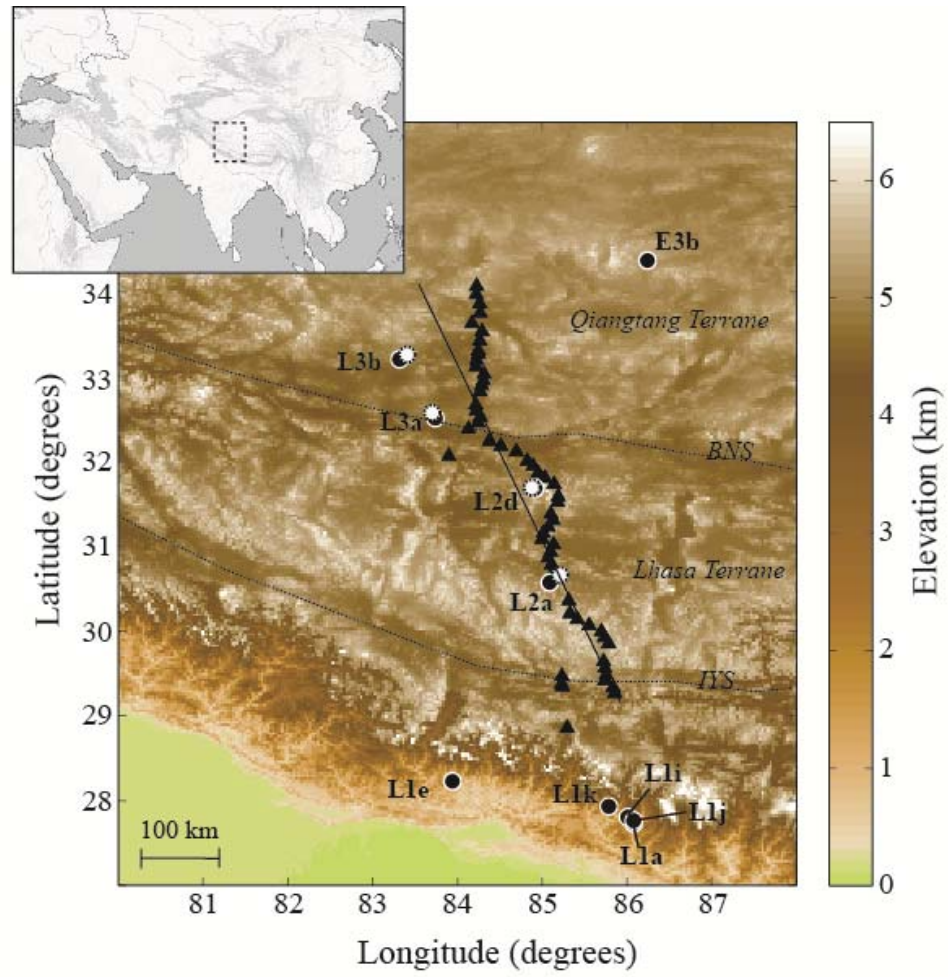 6
E3b
34
Qiangtang Terrane
5
L3b
33
L3a
4
BNS
32
L2d
Latitude (degrees)
Elevation (km)
31
Lhasa Terrane
3
L2a
30
2
IYS
29
L1i
L1e
L1k
28
L1j
1
100 km
L1a
0
81 82 83 84 85 86 87
Longitude (degrees)